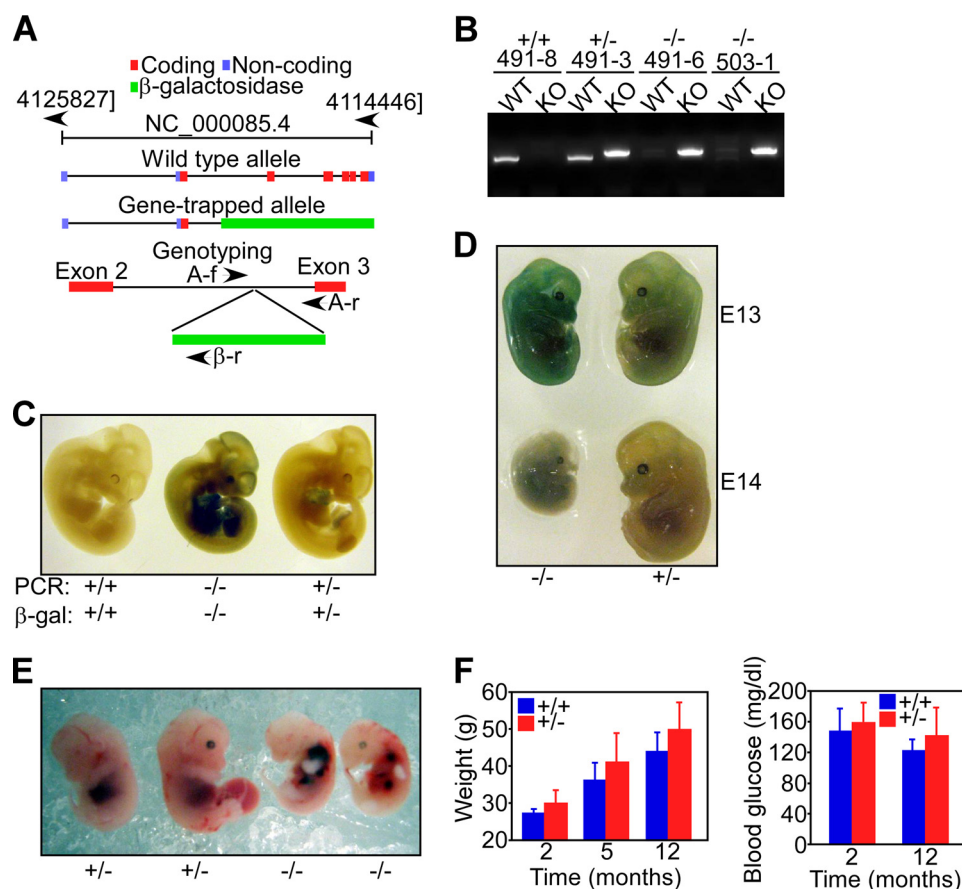 A
Coding Non-coding
β-galactosidase
4125827] 4114446]
NC_000085.4
Wild type allele
Gene-trapped allele
Genotyping
Exon 2 A-f Exon 3
A-r
β-r
B
+/+ +/- -/- -/-
491-8 491-3 491-6 503-1
WT KO WT KO WT KO WT KO
C
PCR: +/+ -/- +/-
β-gal: +/+ -/- +/-
D
E13
E14
-/- +/-
E
+/- +/- -/- -/-
F
Weight (g)
60
50
40
30
20
+/+
+/-
2 5 12
Time (months)
Blood glucose (mg/dl)
200
160
120
80
40
0
+/+
+/-
2 12
Time (months)